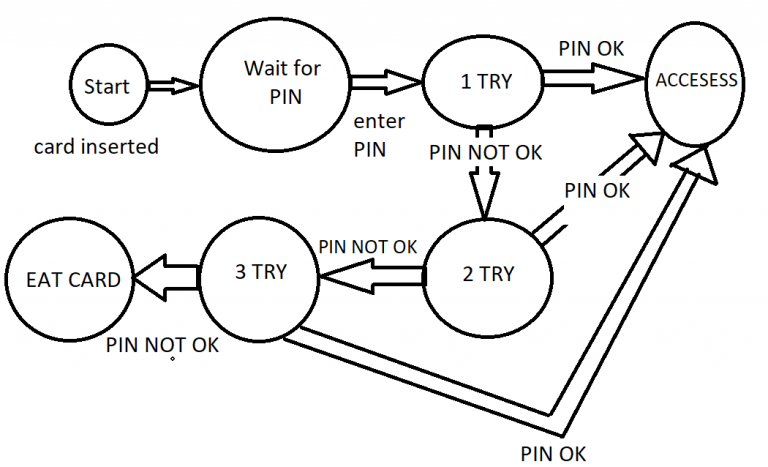 Start
card inserted
Wait for
PIN
enter
PIN
1 TRY
PIN OK
ACCESESS
PIN NOT OK
PIN OK
2 TRY
PIN NOT OK
3 TRY
EAT CARD
PIN NOT OK
PIN OK